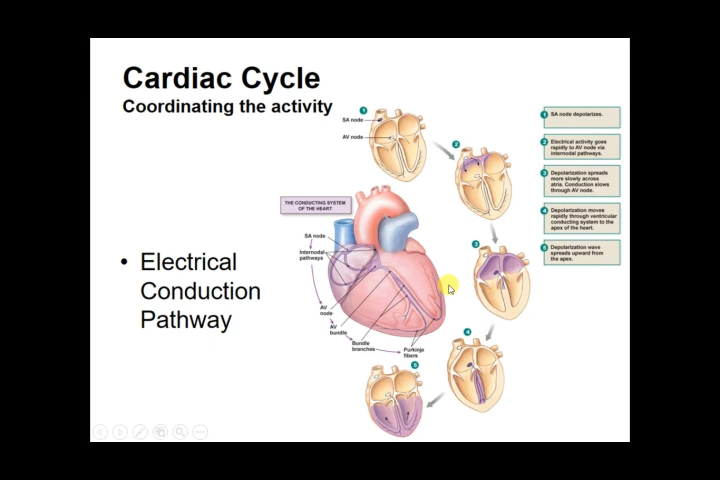 Cardiac Cycle
Coordinating the activity
1
SA node
AV node
2
1 SA node depolarizes.
2 Electrical activity goes
rapidly to AV node via
internodal pathways.
3 Depolarization spreads
more slowly across
atria. Conduction slows
through AV node.
4 Depolarization moves
rapidly through ventricular
conducting system to the
apex of the heart.
5 Depolarization wave
spreads upward from
the apex.
THE CONDUCTING SYSTEM
OF THE HEART
SA node
Internodal
pathways
3
• Electrical
Conduction
Pathway
AV
node
AV
bundle
Bundle
branches
Purkinje
fibers
4
5